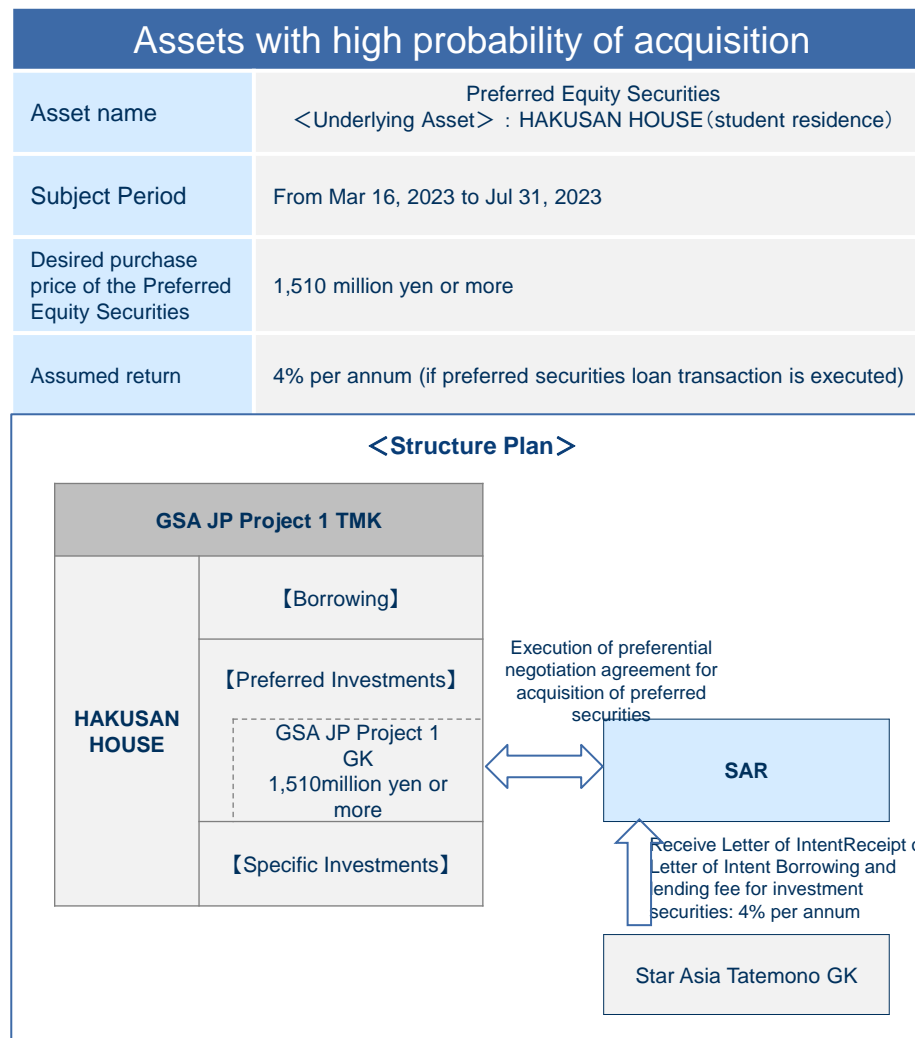 Assets with high probability of acquisition
Asset name
Preferred Equity Securities
＜Underlying Asset＞：HAKUSAN HOUSE（student residence）
Subject Period
From Mar 16, 2023 to Jul 31, 2023
Desired purchase
price of the Preferred
Equity Securities
1,510 million yen or more
Assumed return
4% per annum (if preferred securities loan transaction is executed)
＜Structure Plan＞
GSA JP Project 1 TMK
HAKUSAN
HOUSE
【Borrowing】
【Preferred Investments】
GSA JP Project 1
GK
1,510million yen or
more
【Specific Investments】
Execution of preferential
negotiation agreement for
acquisition of preferred
securities
SAR
Receive Letter of IntentReceipt
Letter of Intent Borrowing and
lending fee for investment
securities: 4% per annum
Star Asia Tatemono GK